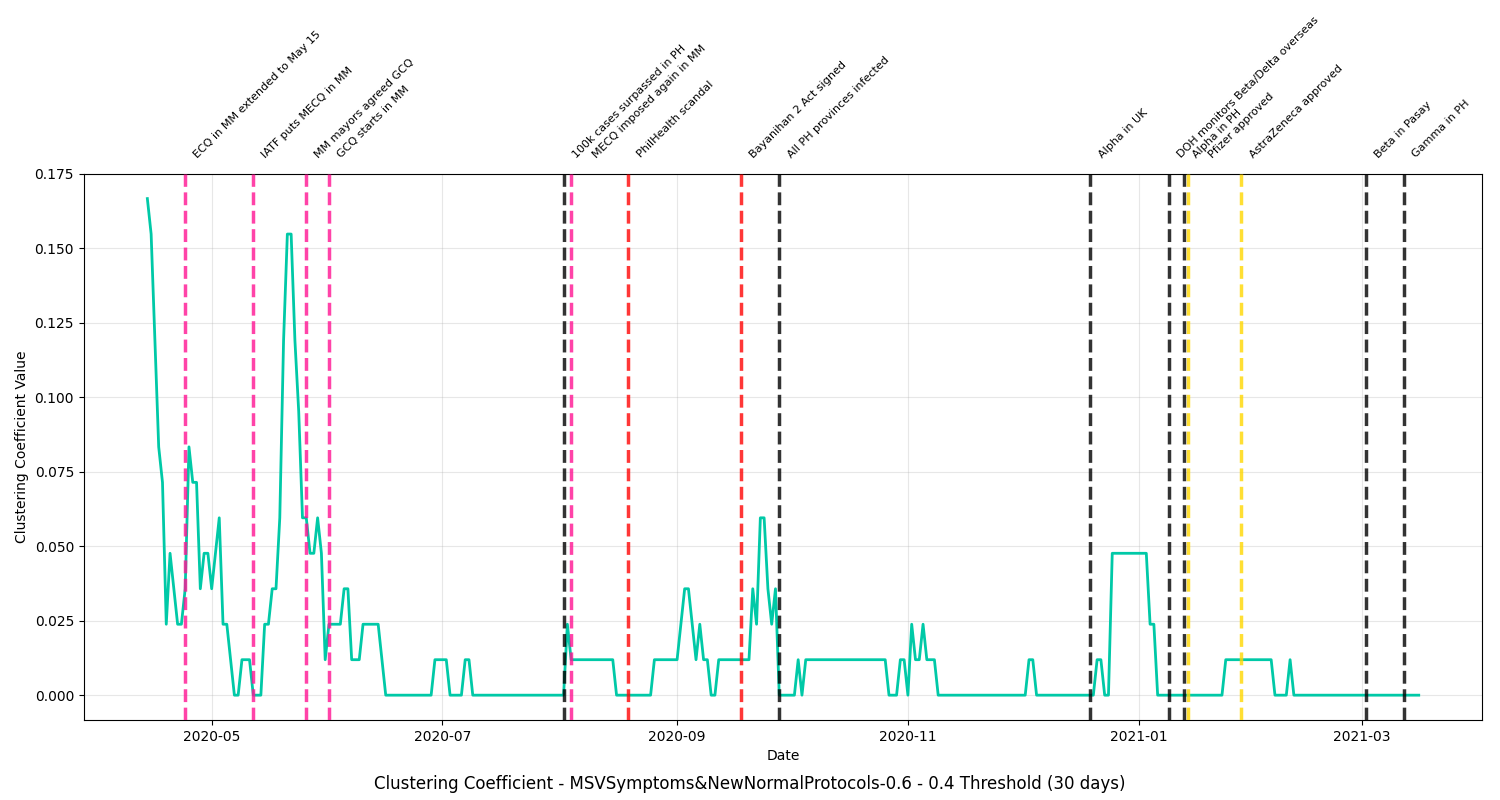 ECQ in MM extended to May 15
IATF puts MECQ in MM
MM mayors agreed GCQ
GCQ starts in MM
100k cases surpassed in PH
MECQ imposed again in MM
PhilHealth scandal
Bayanihan 2 Act signed
All PH provinces infected
Alpha in UK
DOH monitors Beta/Delta overseas
Alpha in PH
Pfizer approved
AstraZeneca approved
Beta in Pasay
Gamma in PH
0.175
0.150
0.125
0.100
0.075
0.050
0.025
0.000
Clustering Coefficient Value
2020-05
2020-07
2020-09
2020-11
2021-01
2021-03
Date
Clustering Coefficient - MSVSymptoms&NewNormalProtocols-0.6 - 0.4 Threshold (30 days)